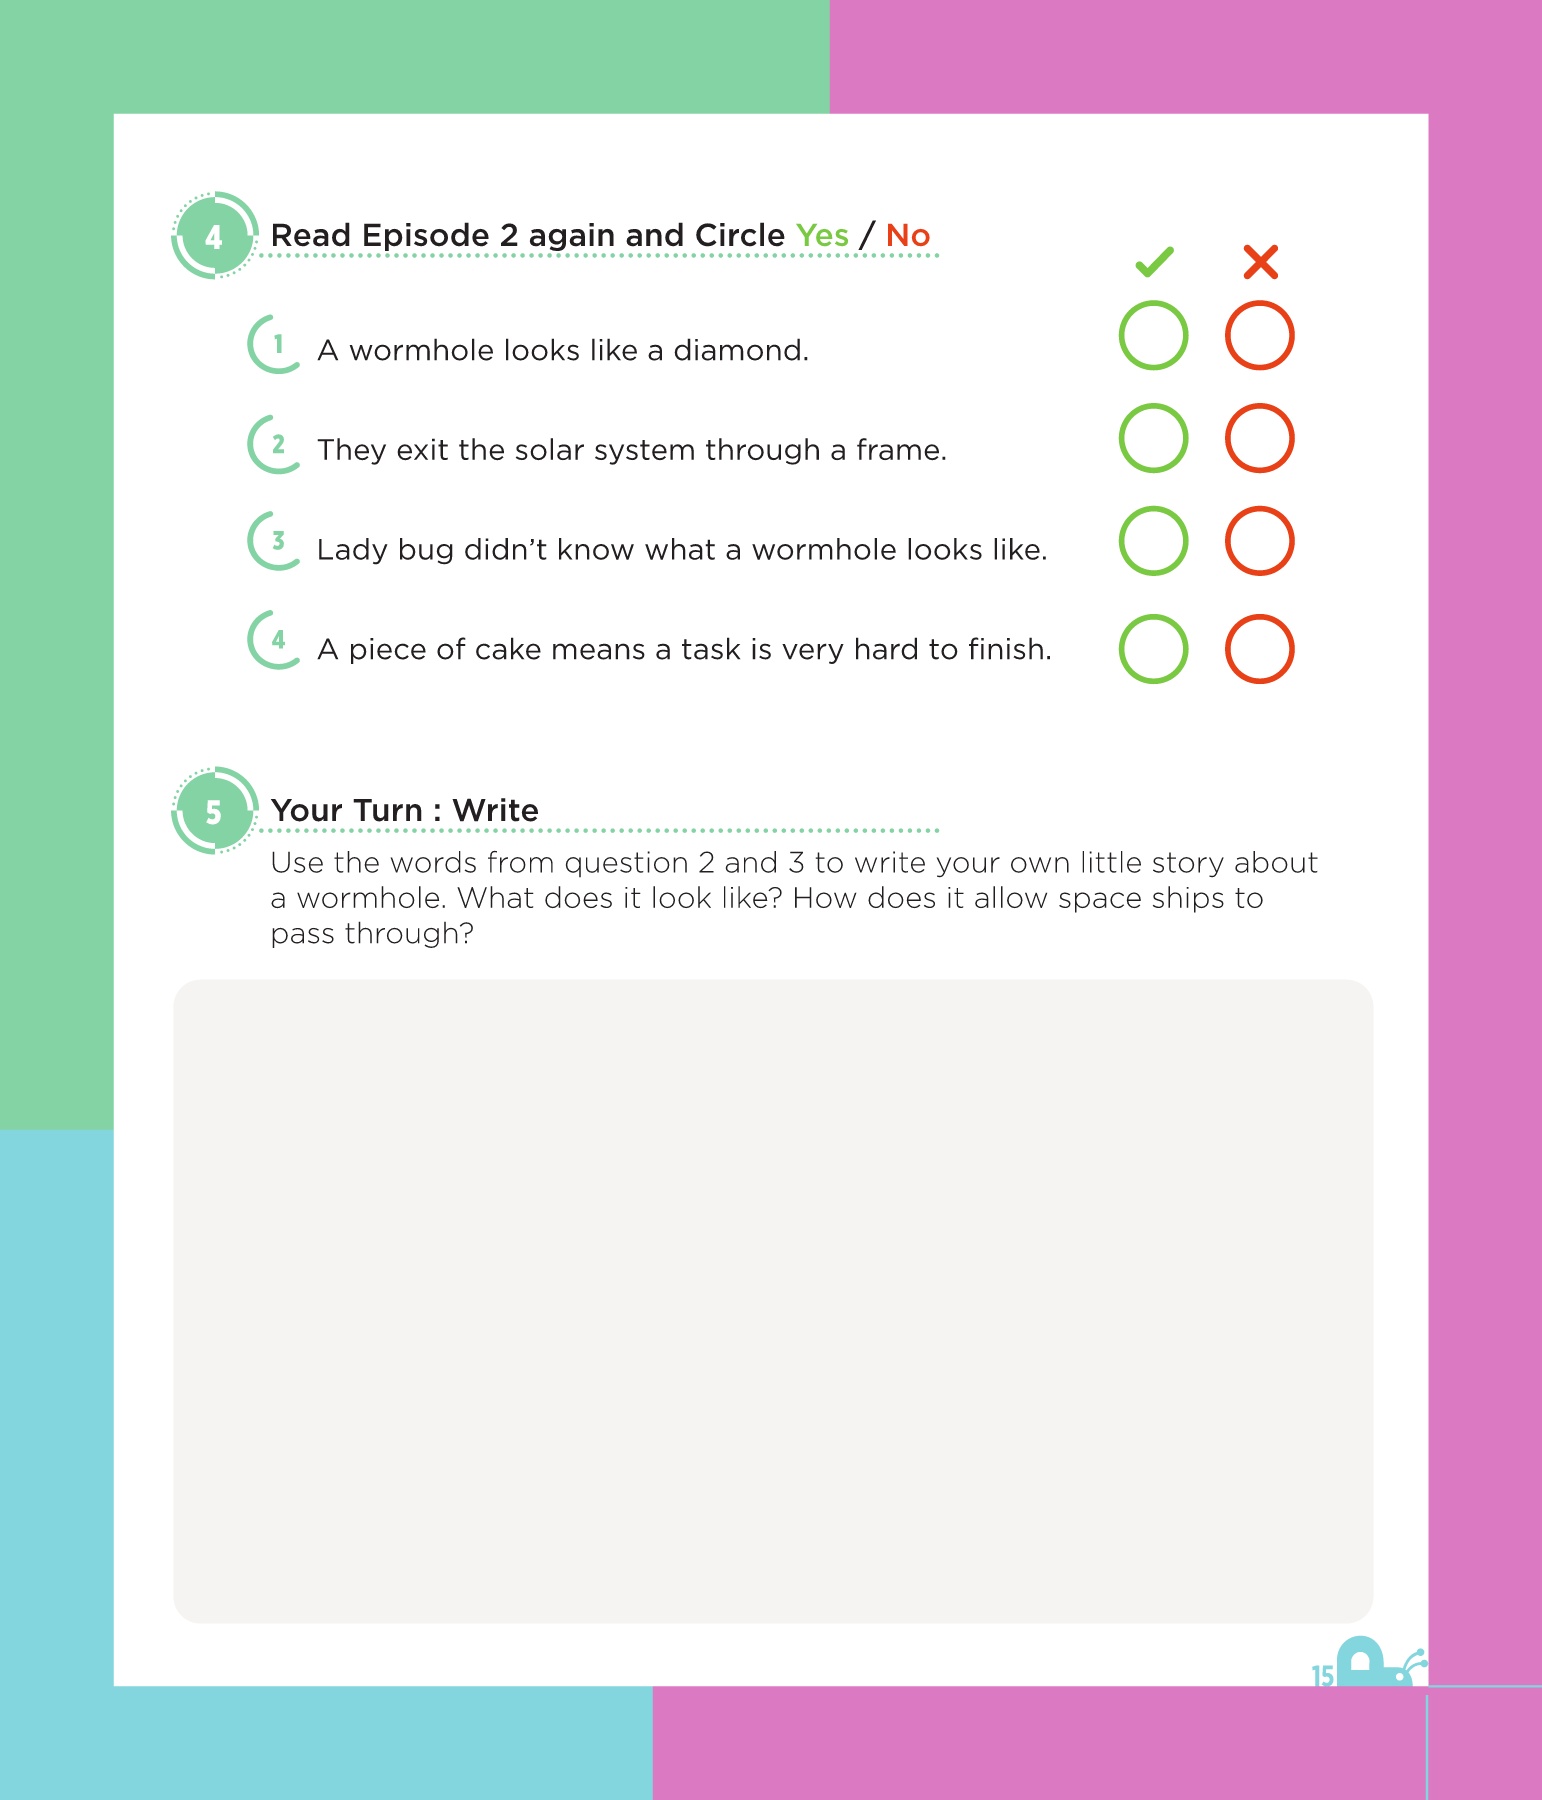 4 Read Episode 2 again and Circle Yes / No
1 A wormhole looks like a diamond.
2 They exit the solar system through a frame.
3 Lady bug didn’t know what a wormhole looks like.
4 A piece of cake means a task is very hard to finish.
5 Your Turn : Write
Use the words from question 2 and 3 to write your own little story about
a wormhole. What does it look like? How does it allow space ships to
pass through?
15